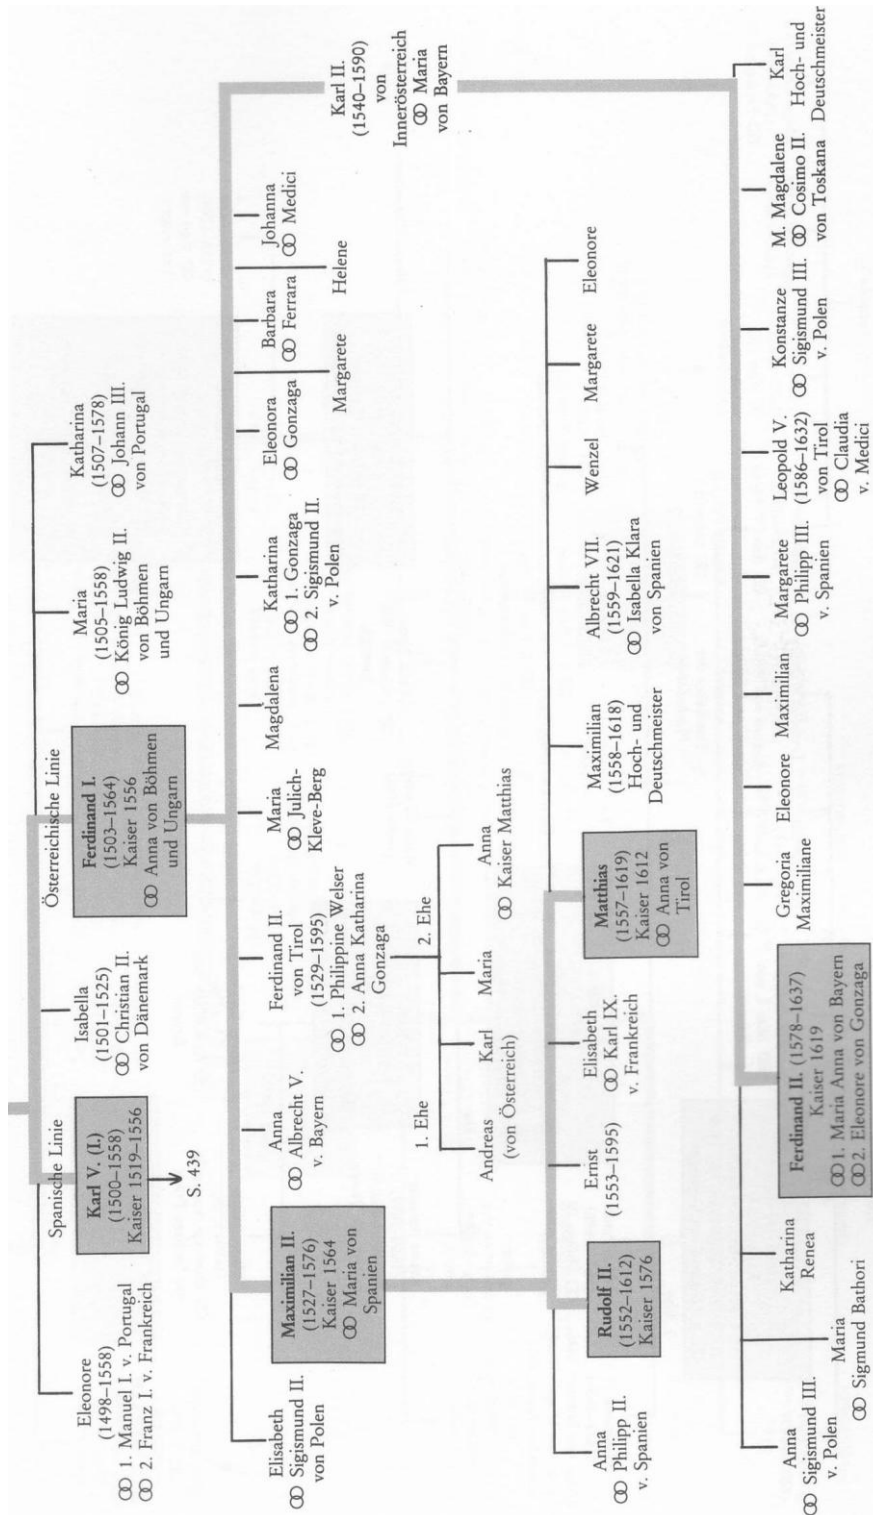 Spanische Linie
Österreichische Linie
Eleonore
(1498–1558)
⚭ 1. Manuel I. v. Portugal
⚭ 2. Franz I. v. Frankreich
Karl V. (I.)
(1500–1558)
Kaiser 1519–1556
S. 439
Isabella
(1501–1525)
⚭ Christian II.
von Dänemark
Ferdinand I.
(1503–1564)
Kaiser 1556
⚭ Anna von Böhmen
und Ungarn
Maria
(1505–1558)
⚭ König Ludwig II.
von Böhmen
und Ungarn
Katharina
(1507–1578)
⚭ Johann III.
von Portugal
Elisabeth
⚭ Sigismund II.
von Polen
Maximilian II.
(1527–1576)
Kaiser 1564
⚭ Maria von
Spanien
Anna
⚭ Albrecht V.
v. Bayern
Ferdinand II.
von Tirol
(1529–1595)
⚭ 1. Philippine Welser
⚭ 2. Anna Katharina
Gonzaga
Maria
⚭ Julich-
Kleve-Berg
Magdalena
Katharina
⚭ 1. Gonzaga
⚭ 2. Sigismund II.
v. Polen
Eleonora
⚭ Gonzaga
Margarete
Barbara
⚭ Ferrara
Helene
Johanna
⚭ Medici
Karl II.
(1540–1590)
von
Innerösterreich
⚭ Maria
von Bayern
1. Ehe
2. Ehe
Andreas
Karl
(von Österreich)
Maria
Anna
⚭ Kaiser Matthias
Anna
⚭ Philipp II.
v. Spanien
Rudolf II.
(1552–1612)
Kaiser 1576
Ernst
(1553–1595)
Elisabeth
⚭ Karl IX.
v. Frankreich
Matthias
(1557–1619)
Kaiser 1612
⚭ Anna von
Tirol
Maximilian
(1558–1618)
Hoch- und
Deutschmeister
Albrecht VII.
(1559–1621)
⚭ Isabella Klara
von Spanien
Wenzel
Margarete
Eleonore
Anna
⚭ Sigismund III.
v. Polen
Maria
⚭ Sigmund Bathori
Katharina
Renea
Ferdinand II. (1578–1637)
Kaiser 1619
⚭ 1. Maria Anna von Bayern
⚭ 2. Eleonore von Gonzaga
Gregoria
Maximiliane
Eleonore
Maximilian
Margarete
⚭ Philipp III.
v. Spanien
Leopold V.
(1586–1632)
von Tirol
⚭ Claudia
v. Medici
Konstanze
⚭ Sigismund III.
v. Polen
M. Magdalene
⚭ Cosimo II.
von Toskana
Karl
Hoch- und
Deutschmeister